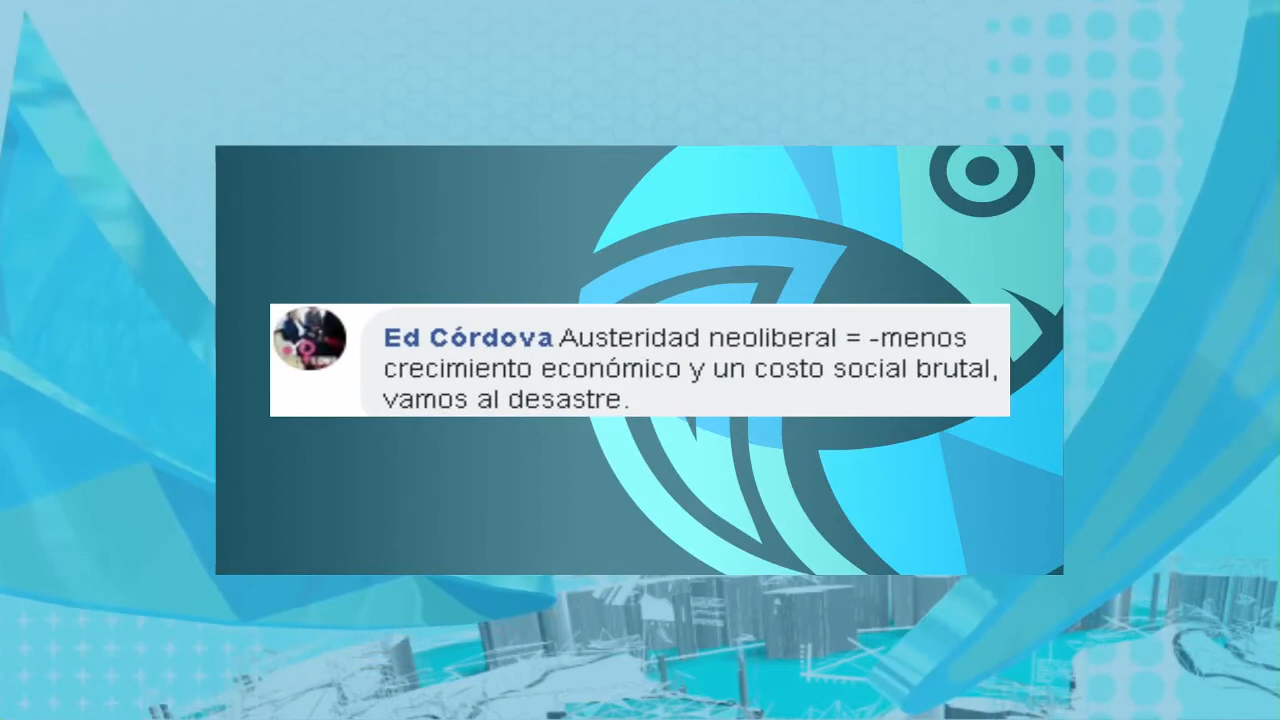 Ed Córdova Austeridad neoliberal = -menos
crecimiento económico y un costo social brutal,
vamos al desastre.